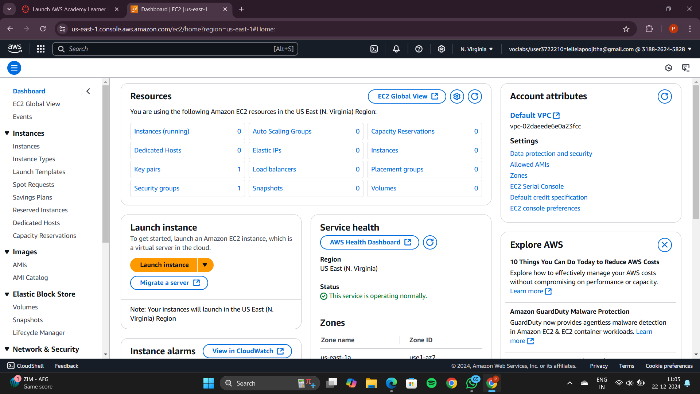 Launch AWS Academy Learner
Dashboard | EC2 | us-east-1
us-east-1.console.aws.amazon.com/ec2/home?region=us-east-1#Home:
aws
Search
[Alt+S]
N. Virginia
Dashboard
EC2 Global View
Events
Instances
Instances
Instance Types
Launch Templates
Spot Requests
Savings Plans
Reserved Instances
Dedicated Hosts
Capacity Reservations
Images
AMIs
AMI Catalog
Elastic Block Store
Volumes
Snapshots
Lifecycle Manager
Network & Security
Resources
EC2 Global View
You are using the following Amazon EC2 resources in the US East (N. Virginia) Region:
Instances (running) 0
Auto Scaling Groups 0
Capacity Reservations 0
Dedicated Hosts 0
Elastic IPs 0
Instances 0
Key pairs 1
Load balancers 0
Placement groups 0
Security groups 1
Snapshots 0
Volumes 0
Launch instance
To get started, launch an Amazon EC2 instance, which is
a virtual server in the cloud.
Launch instance
Migrate a server
Note: Your instances will launch in the US East (N.
Virginia) Region
Instance alarms
View in CloudWatch
Service health
AWS Health Dashboard
Region
US East (N. Virginia)
Status
This service is operating normally.
Zones
Zone name
Zone ID
us-east-1a
use1-az2
Account attributes
Default VPC
Settings
Data protection and security
Allowed AMIs
Zones
EC2 Serial Console
Default credit specification
EC2 console preferences
Explore AWS
10 Things You Can Do Today to Reduce AWS Costs
Explore how to effectively manage your AWS costs
without compromising on performance or capacity.
Learn more
Amazon GuardDuty Malware Protection
GuardDuty now provides agentless malware detection
in Amazon EC2 & EC2 container workloads. Learn
more
CloudShell
Feedback
© 2024, Amazon Web Services, Inc. or its affiliates.
Privacy
Terms
Cookie preferences
ZIM - AFG
Game score
Search
ENG
IN
11:05
22-12-2024